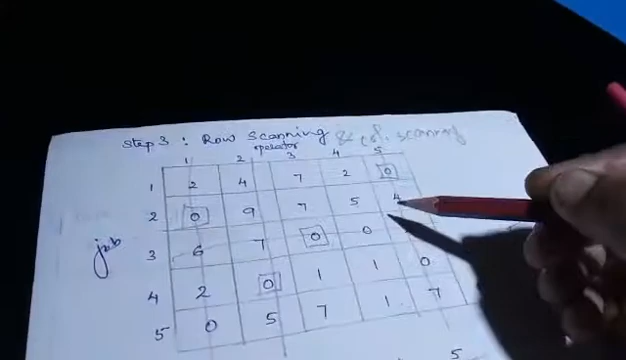 Step 3 : Row Scanning & col. scanning
operator
1 2 3 4 5
1 2 4 7 2 0
2 0 9 7 5 4
job 3 6 7 0 0
4 2 0 1 1 0
5 0 5 7 1 7
5